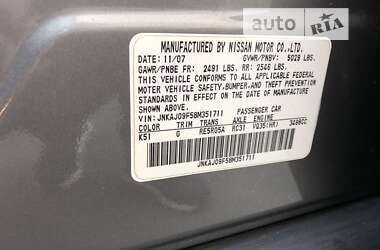 AUTO RIA
MANUFACTURED BY NISSAN MOTOR CO.,LTD.
DATE: 11/07 GVWR/PNBV: 5029 LBS.
GAWR/PNBE FR: 2491 LBS. RR: 2546 LBS.
THIS VEHICLE CONFORMS TO ALL APPLICABLE FEDERAL
MOTOR VEHICLE SAFETY,BUMPER,AND THEFT PREVENTION
STANDARDS IN EFFECT ON THE DATE OF MANUFACTURE
SHOWN ABOVE.
VIN: JNKAJ09F58M351711 PASSENGER CAR
COLOR TRIM TRANS AXLE ENGINE
K51 G RE5R05A RC31 VQ35(HR) 3498CC
JNKAJ09F58M351711